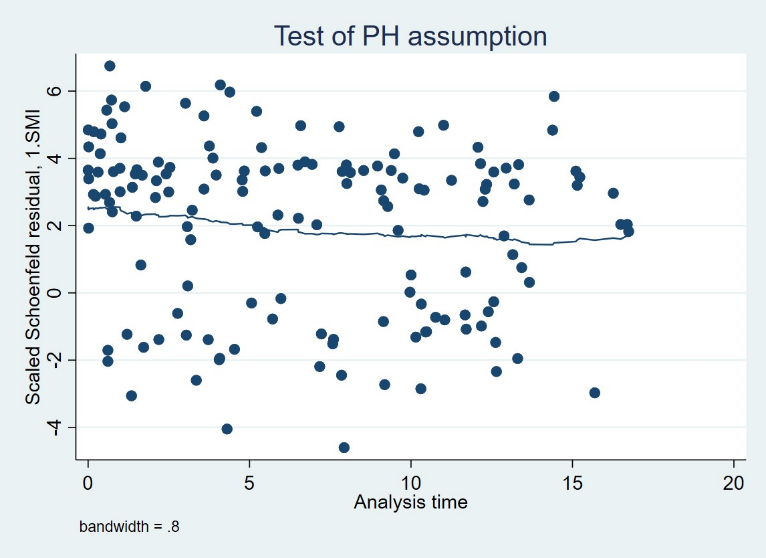 Test of PH assumption
Scaled Schoenfeld residual, 1.SMI
6
4
2
0
-2
-4
0 5 10 15 20
Analysis time
bandwidth = .8